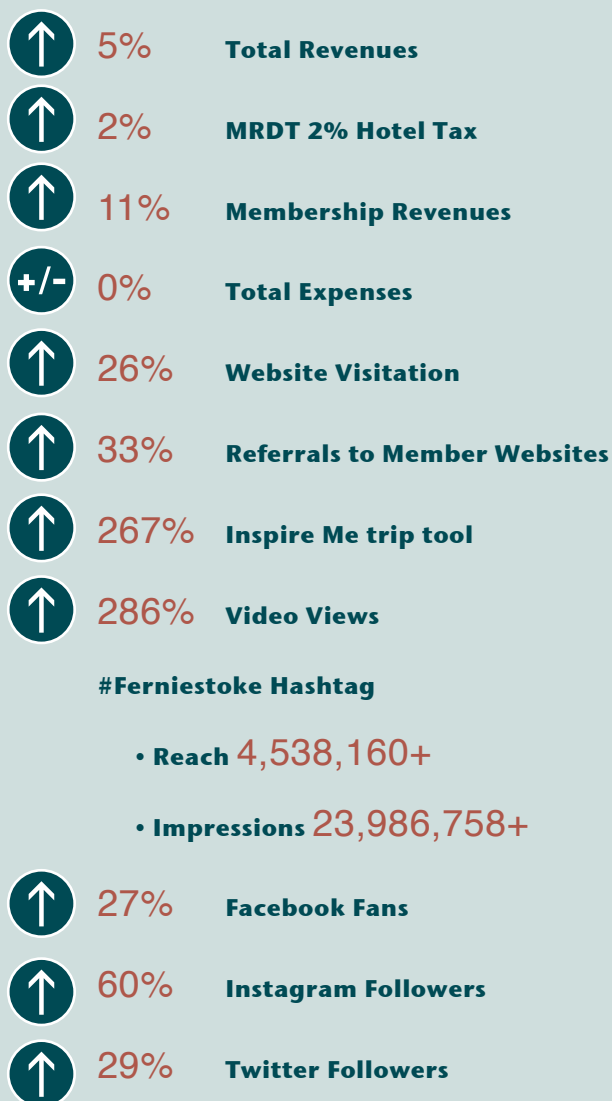 5% Total Revenues
2% MRDT 2% Hotel Tax
11% Membership Revenues
+/- 0% Total Expenses
26% Website Visitation
33% Referrals to Member Websites
267% Inspire Me trip tool
286% Video Views
#Ferniestoke Hashtag
• Reach 4,538,160+
• Impressions 23,986,758+
27% Facebook Fans
60% Instagram Followers
29% Twitter Followers